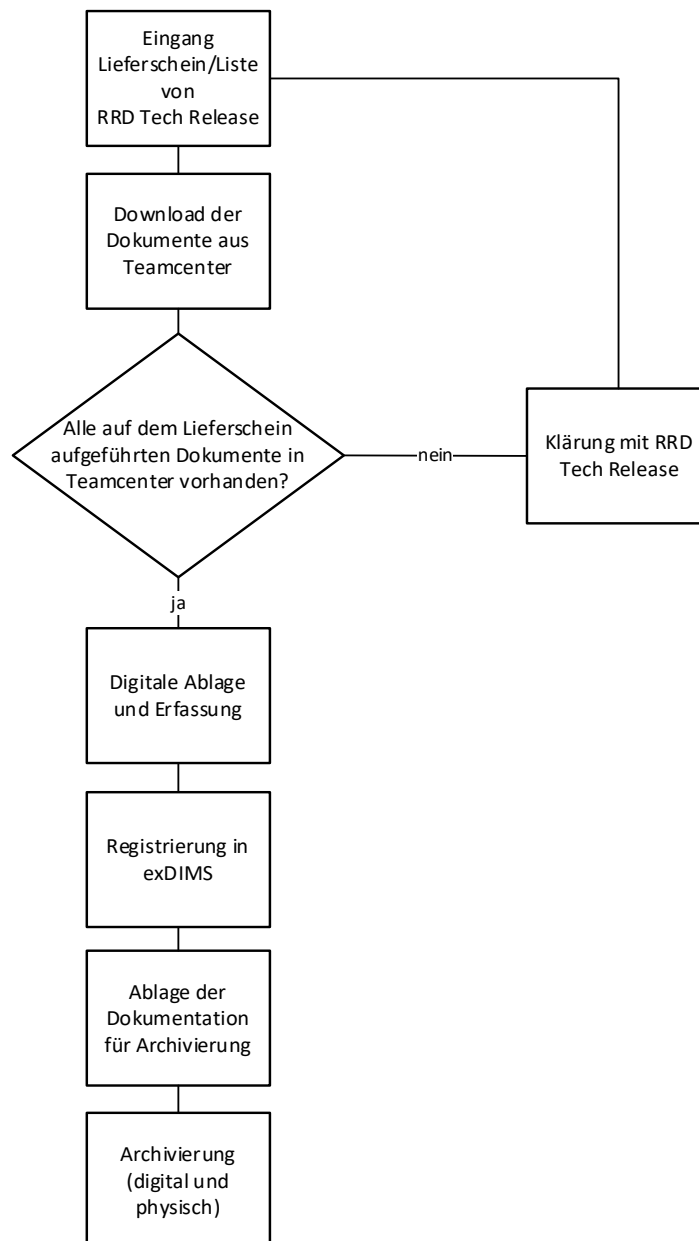 Eingang
Lieferschein/Liste
von
RRD Tech Release
Download der
Dokumente aus
Teamcenter
Alle auf dem Lieferschein
aufgeführten Dokumente in
Teamcenter vorhanden?
nein
Klärung mit RRD
Tech Release
ja
Digitale Ablage
und Erfassung
Registrierung in
exDIMS
Ablage der
Dokumentation
für Archivierung
Archivierung
(digital und
physisch)